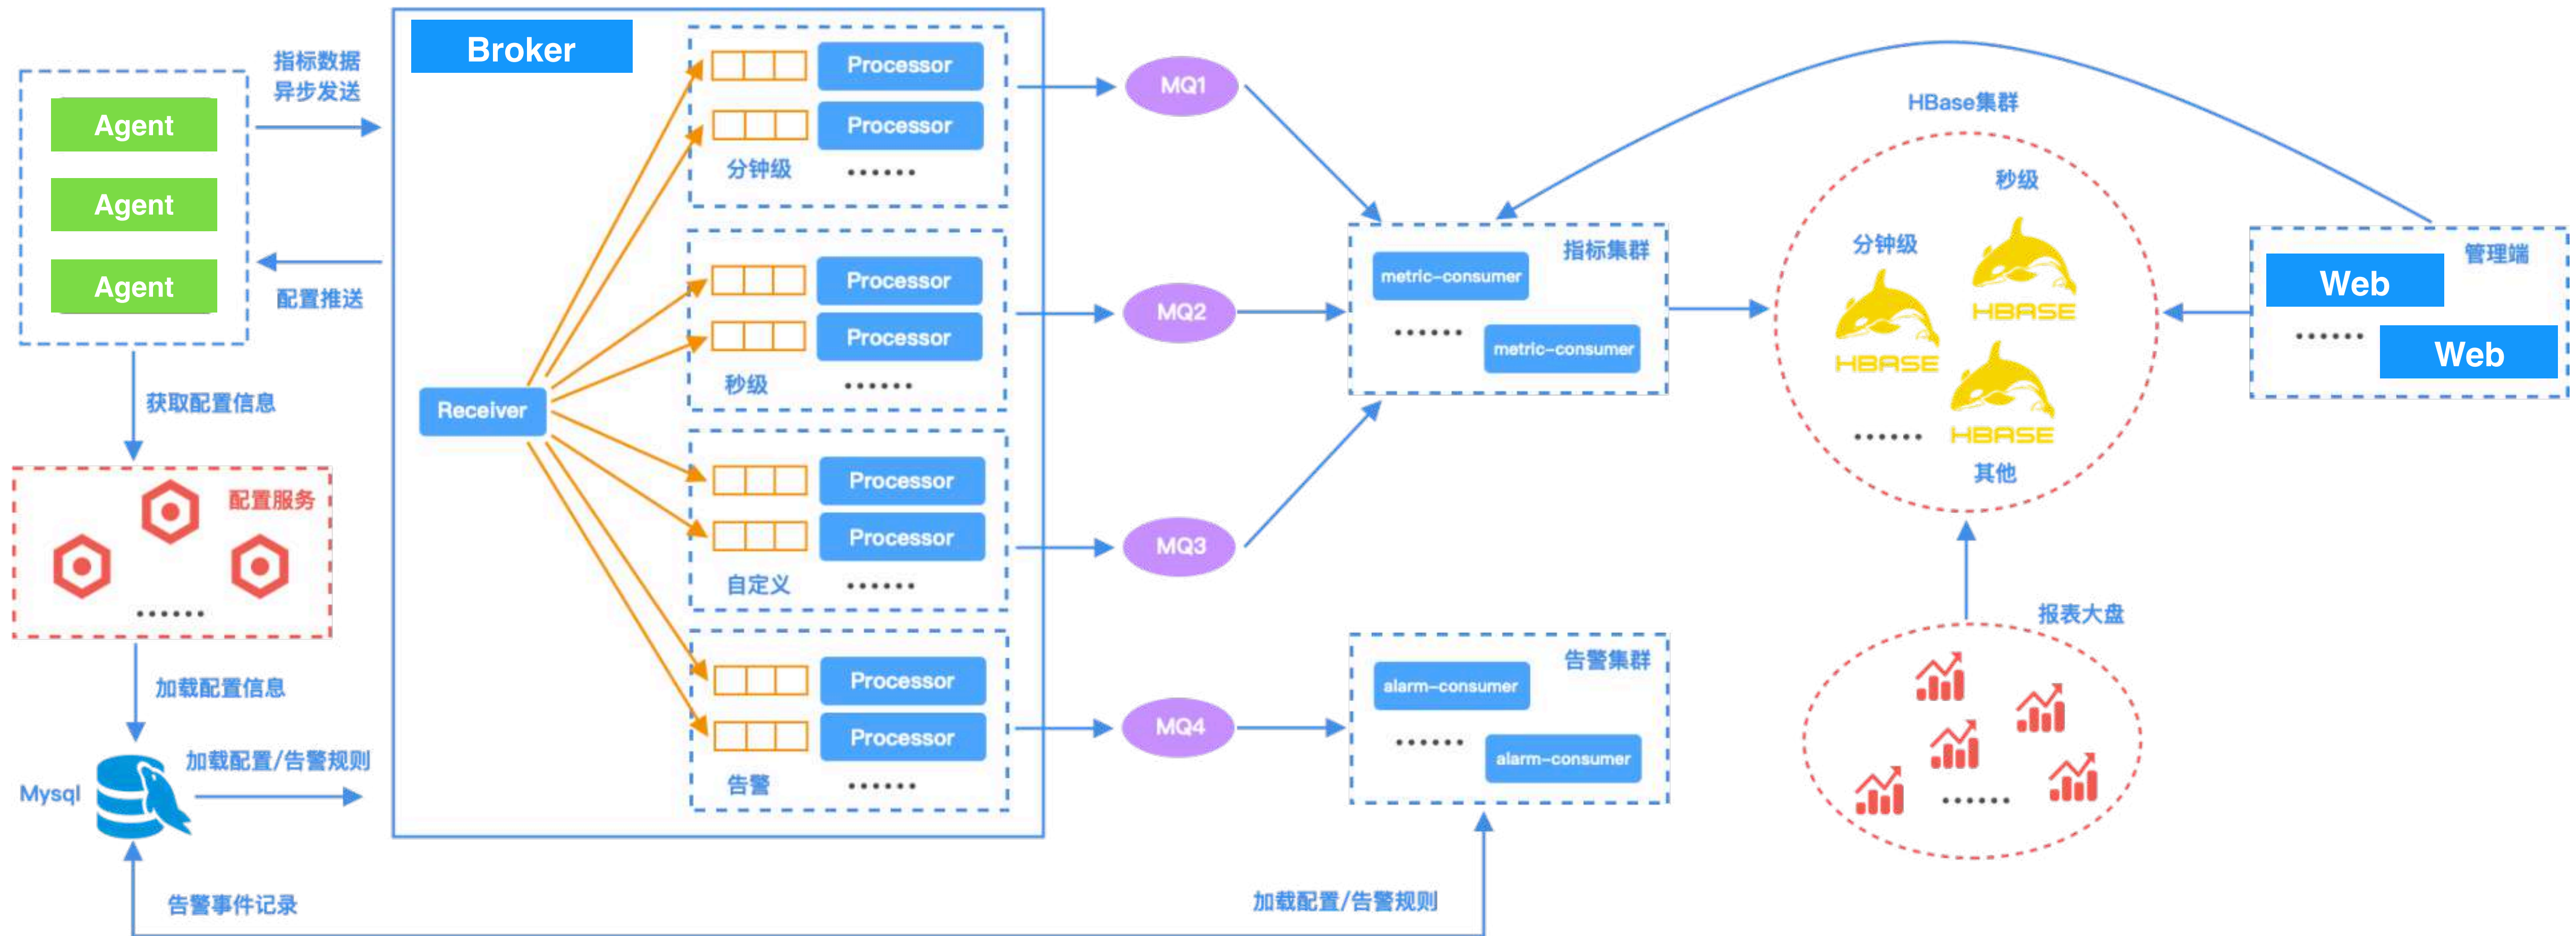 指标数据
异步发送
Agent
Agent
Agent
配置推送
获取配置信息
配置服务
......
加载配置信息
Mysql
加载配置/告警规则
告警事件记录
Broker
Receiver
Processor
Processor
分钟级
......
Processor
Processor
秒级
......
Processor
Processor
自定义
......
Processor
Processor
告警
......
MQ1
MQ2
MQ3
MQ4
指标集群
metric-consumer
......
metric-consumer
告警集群
alarm-consumer
......
alarm-consumer
加载配置/告警规则
HBase集群
秒级
分钟级
HBASE
HBASE
HBASE
......
其他
报表大盘
......
管理端
Web
......
Web